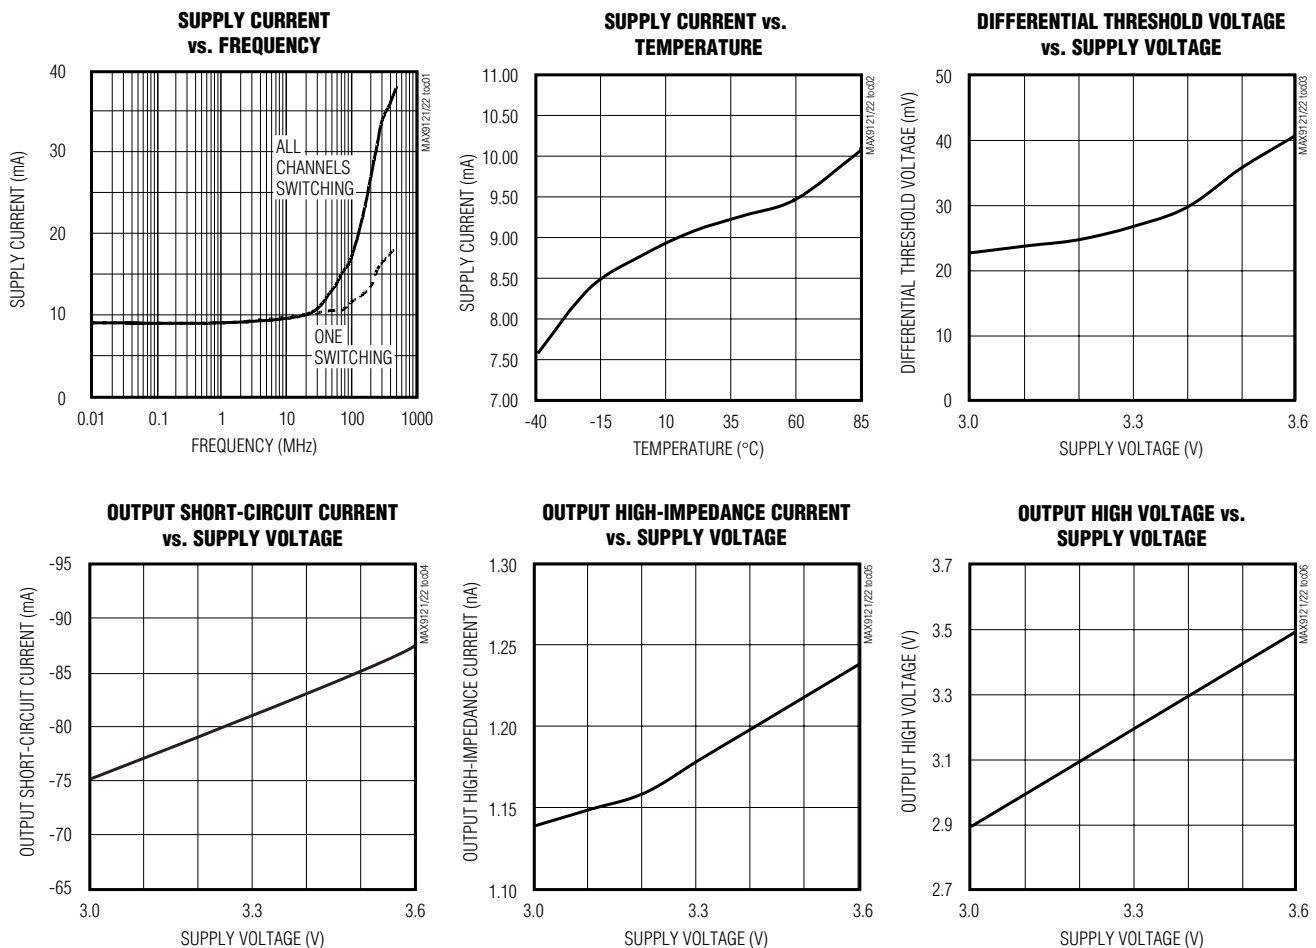 SUPPLY CURRENT
vs. FREQUENCY
40
30
20
10
0
SUPPLY CURRENT (mA)
ALL
CHANNELS
SWITCHING
ONE
SWITCHING
MAX9121/22 toc01
0.01 0.1 1 10 100 1000
FREQUENCY (MHz)
SUPPLY CURRENT vs.
TEMPERATURE
11.00
10.50
10.00
9.50
9.00
8.50
8.00
7.50
7.00
SUPPLY CURRENT (mA)
MAX9121/22 toc02
-40 -15 10 35 60 85
TEMPERATURE (°C)
DIFFERENTIAL THRESHOLD VOLTAGE
vs. SUPPLY VOLTAGE
50
40
30
20
10
0
DIFFERENTIAL THRESHOLD VOLTAGE (mV)
MAX9121/22 toc03
3.0 3.3 3.6
SUPPLY VOLTAGE (V)
OUTPUT SHORT-CIRCUIT CURRENT
vs. SUPPLY VOLTAGE
-95
-90
-85
-80
-75
-70
-65
OUTPUT SHORT-CIRCUIT CURRENT (mA)
MAX9121/22 toc04
3.0 3.3 3.6
SUPPLY VOLTAGE (V)
OUTPUT HIGH-IMPEDANCE CURRENT
vs. SUPPLY VOLTAGE
1.30
1.25
1.20
1.15
1.10
OUTPUT HIGH-IMPEDANCE CURRENT (nA)
MAX9121/22 toc05
3.0 3.3 3.6
SUPPLY VOLTAGE (V)
OUTPUT HIGH VOLTAGE vs.
SUPPLY VOLTAGE
3.7
3.5
3.3
3.1
2.9
2.7
OUTPUT HIGH VOLTAGE (V)
MAX9121/22 toc06
3.0 3.3 3.6
SUPPLY VOLTAGE (V)